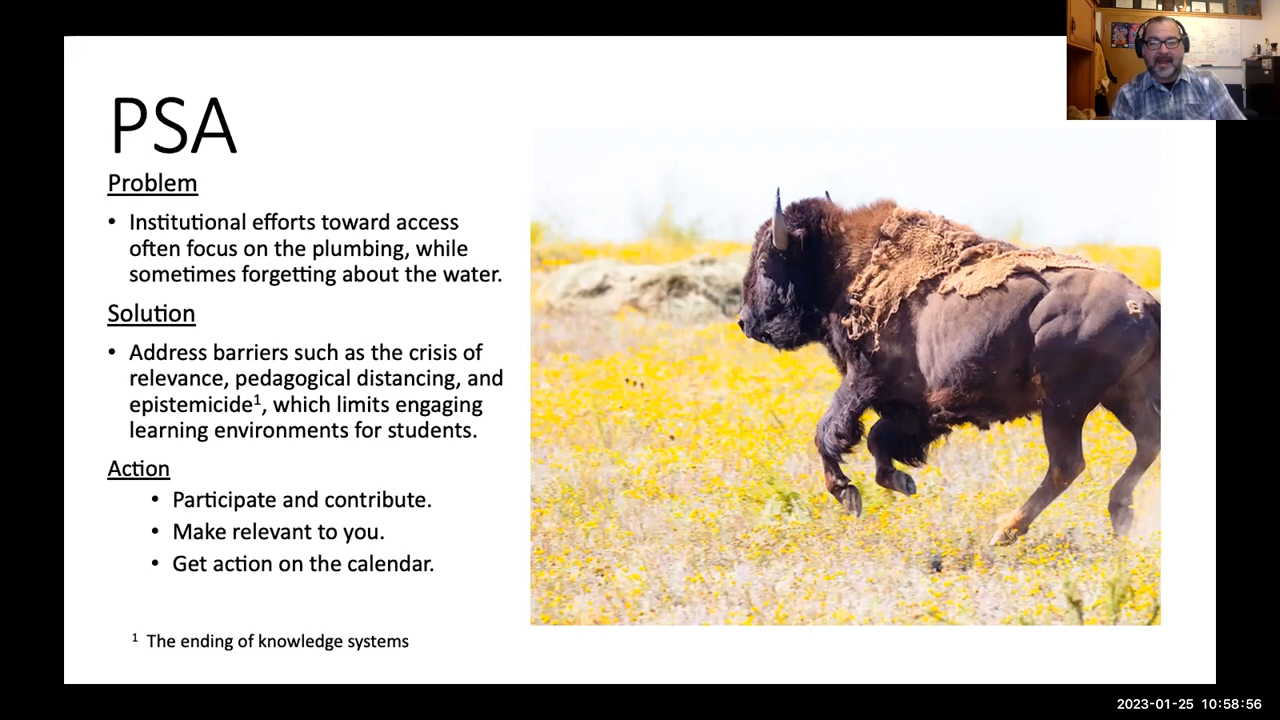 PSA
Problem
• Institutional efforts toward access
often focus on the plumbing, while
sometimes forgetting about the water.
Solution
• Address barriers such as the crisis of
relevance, pedagogical distancing, and
epistemicide¹, which limits engaging
learning environments for students.
Action
• Participate and contribute.
• Make relevant to you.
• Get action on the calendar.
¹ The ending of knowledge systems
2023-01-25 10:58:56